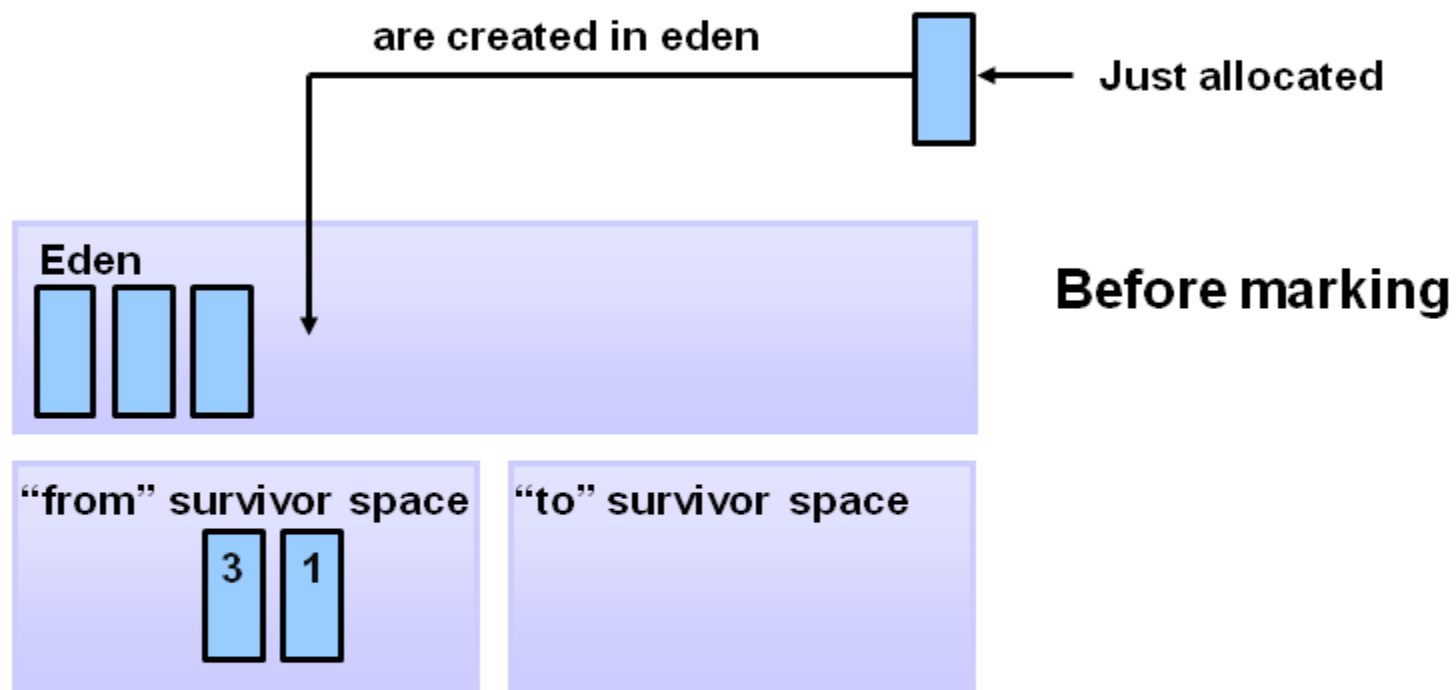 are created in eden
Just allocated
Eden
Before marking
“from” survivor space
“to” survivor space
3
1